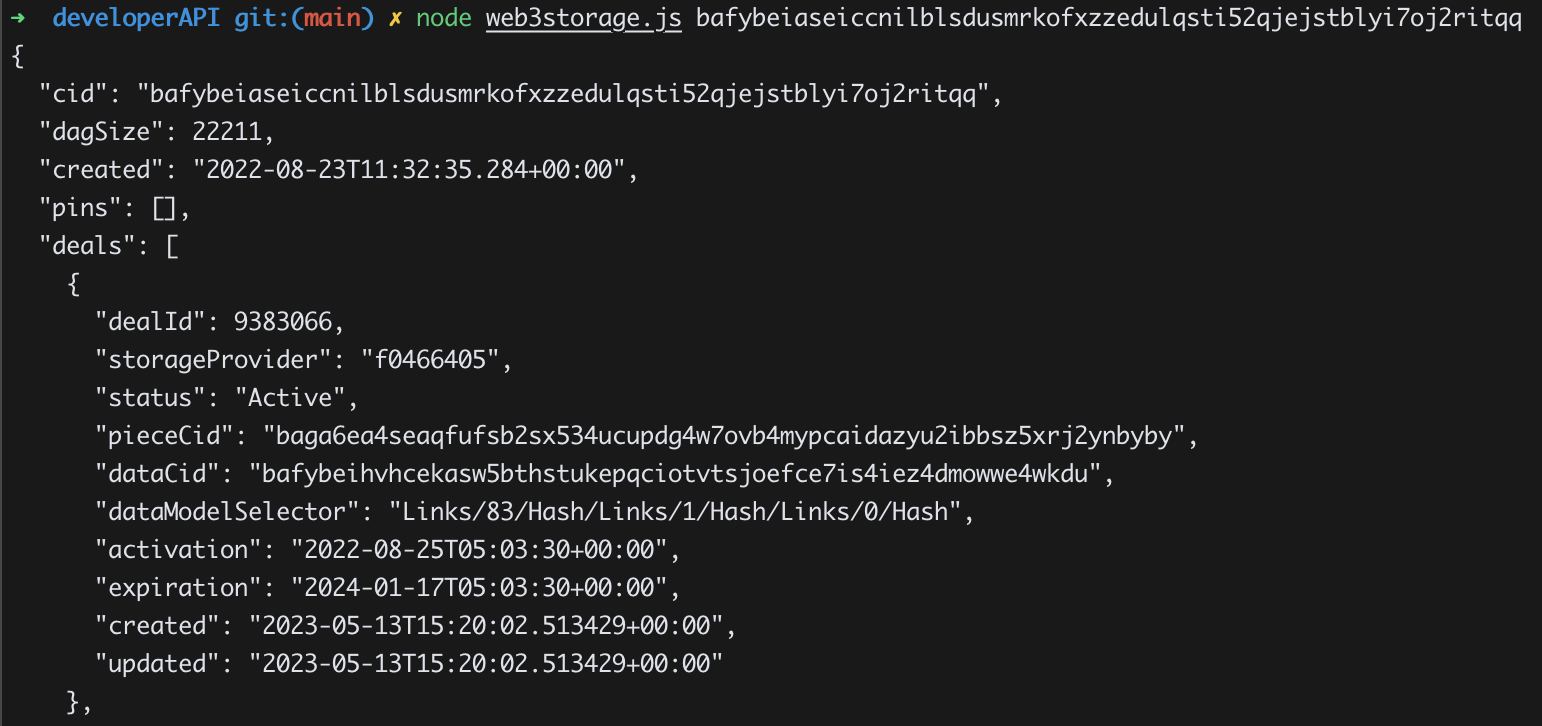 → developerAPI git:(main) ✗ node web3storage.js bafybeiaseiccnilblsdusmrkofxzzedulqsti52qjejstblyi7oj2ritqq
{
  "cid": "bafybeiaseiccnilblsdusmrkofxzzedulqsti52qjejstblyi7oj2ritqq",
  "dagSize": 22211,
  "created": "2022-08-23T11:32:35.284+00:00",
  "pins": [],
  "deals": [
    {
      "dealId": 9383066,
      "storageProvider": "f0466405",
      "status": "Active",
      "pieceCid": "baga6ea4seaqfufsb2sx534ucupdg4w7ovb4mypcaidazyu2ibbsz5xrj2ynbyby",
      "dataCid": "bafybeihvhcekasw5bthstukepqciotvtsjoefce7is4iez4dmowwe4wkdu",
      "dataModelSelector": "Links/83/Hash/Links/1/Hash/Links/0/Hash",
      "activation": "2022-08-25T05:03:30+00:00",
      "expiration": "2024-01-17T05:03:30+00:00",
      "created": "2023-05-13T15:20:02.513429+00:00",
      "updated": "2023-05-13T15:20:02.513429+00:00"
    },